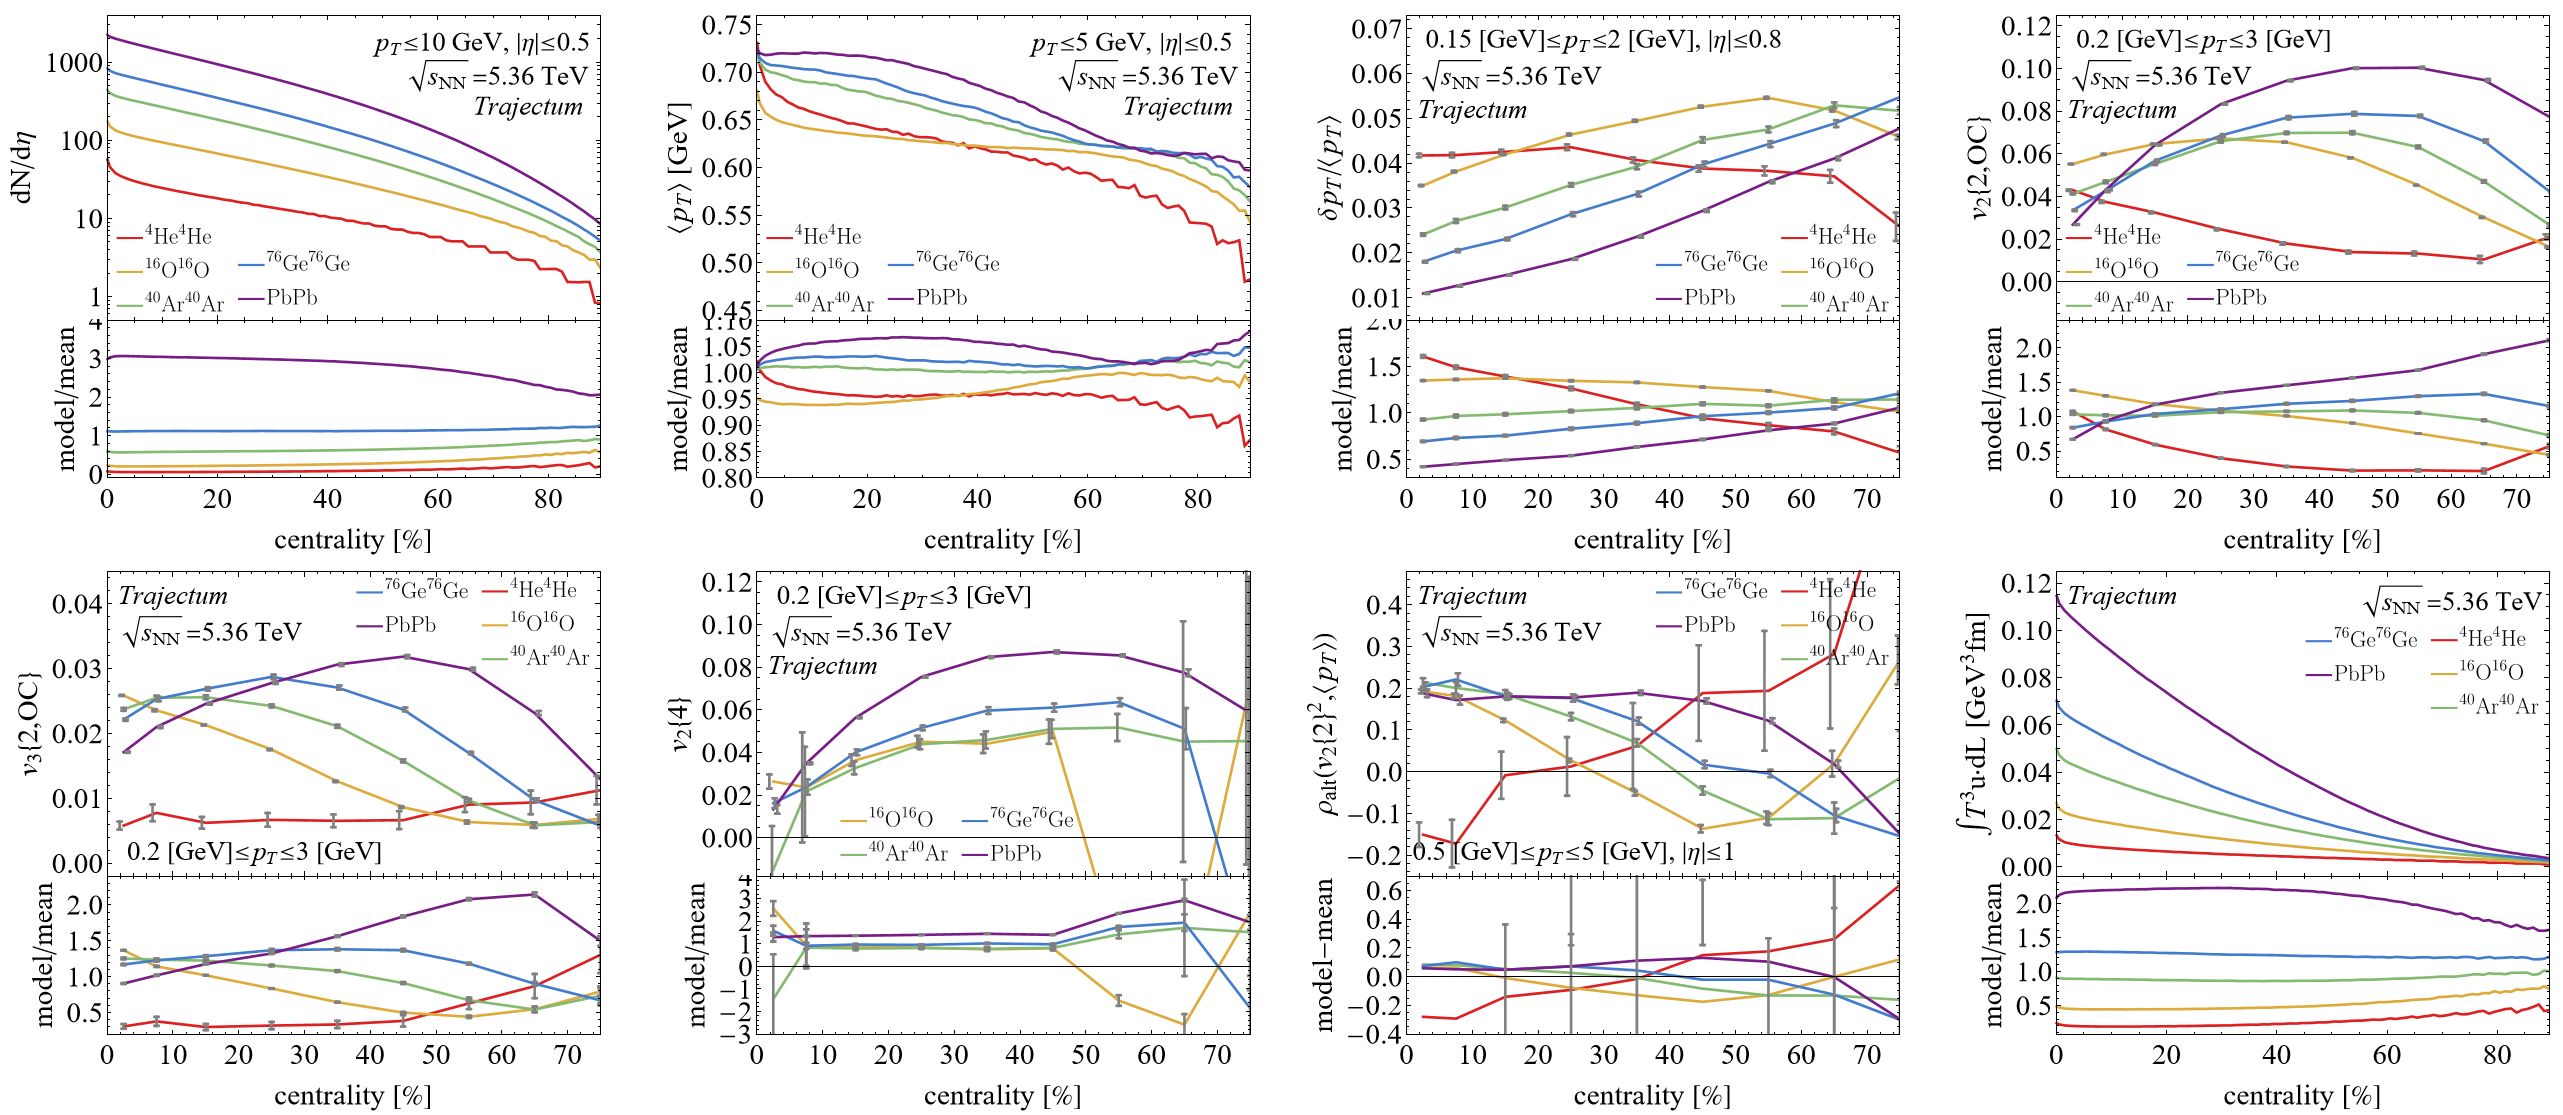 p_T≤10 GeV, |η|≤0.5
√s_NN =5.36 TeV
Trajectum
dN/dη
1000
100
10
1
⁴He⁴He
¹⁶O¹⁶O
⁴⁰Ar⁴⁰Ar
⁷⁶Ge⁷⁶Ge
PbPb
model/mean
4
3
2
1
0
0 20 40 60 80
centrality [%]
p_T≤5 GeV, |η|≤0.5
√s_NN =5.36 TeV
Trajectum
⟨p_T⟩ [GeV]
0.75
0.70
0.65
0.60
0.55
0.50
0.45
⁴He⁴He
¹⁶O¹⁶O
⁴⁰Ar⁴⁰Ar
⁷⁶Ge⁷⁶Ge
PbPb
model/mean
1.10
1.05
1.00
0.95
0.90
0.85
0.80
0 20 40 60 80
centrality [%]
0.15 [GeV]≤p_T≤2 [GeV], |η|≤0.8
√s_NN =5.36 TeV
Trajectum
δp_T/⟨p_T⟩
0.07
0.06
0.05
0.04
0.03
0.02
0.01
⁷⁶Ge⁷⁶Ge
PbPb
⁴He⁴He
¹⁶O¹⁶O
⁴⁰Ar⁴⁰Ar
model/mean
2.0
1.5
1.0
0.5
0 10 20 30 40 50 60 70
centrality [%]
0.2 [GeV]≤p_T≤3 [GeV]
√s_NN =5.36 TeV
Trajectum
v₂{2,OC}
0.12
0.10
0.08
0.06
0.04
0.02
0.00
⁴He⁴He
¹⁶O¹⁶O
⁴⁰Ar⁴⁰Ar
⁷⁶Ge⁷⁶Ge
PbPb
model/mean
2.0
1.5
1.0
0.5
0 10 20 30 40 50 60 70
centrality [%]
Trajectum
√s_NN =5.36 TeV
⁷⁶Ge⁷⁶Ge
PbPb
⁴He⁴He
¹⁶O¹⁶O
⁴⁰Ar⁴⁰Ar
v₃{2,OC}
0.04
0.03
0.02
0.01
0.00
0.2 [GeV]≤p_T≤3 [GeV]
model/mean
2.0
1.5
1.0
0.5
0 10 20 30 40 50 60 70
centrality [%]
0.2 [GeV]≤p_T≤3 [GeV]
√s_NN =5.36 TeV
Trajectum
v₂{4}
0.12
0.10
0.08
0.06
0.04
0.02
0.00
¹⁶O¹⁶O
⁴⁰Ar⁴⁰Ar
⁷⁶Ge⁷⁶Ge
PbPb
model/mean
4
3
2
1
0
−1
−2
−3
0 10 20 30 40 50 60 70
centrality [%]
Trajectum
√s_NN =5.36 TeV
⁷⁶Ge⁷⁶Ge
PbPb
⁴He⁴He
¹⁶O¹⁶O
⁴⁰Ar⁴⁰Ar
ρ_alt(v₂{2}²,⟨p_T⟩)
0.4
0.3
0.2
0.1
0.0
−0.1
−0.2
0.5 [GeV]≤p_T≤5 [GeV], |η|≤1
model−mean
0.6
0.4
0.2
0.0
−0.2
−0.4
0 10 20 30 40 50 60 70
centrality [%]
Trajectum
√s_NN =5.36 TeV
⁷⁶Ge⁷⁶Ge
PbPb
⁴He⁴He
¹⁶O¹⁶O
⁴⁰Ar⁴⁰Ar
∫T³u·dL [GeV³fm]
0.12
0.10
0.08
0.06
0.04
0.02
0.00
model/mean
2.0
1.5
1.0
0.5
0 20 40 60 80
centrality [%]